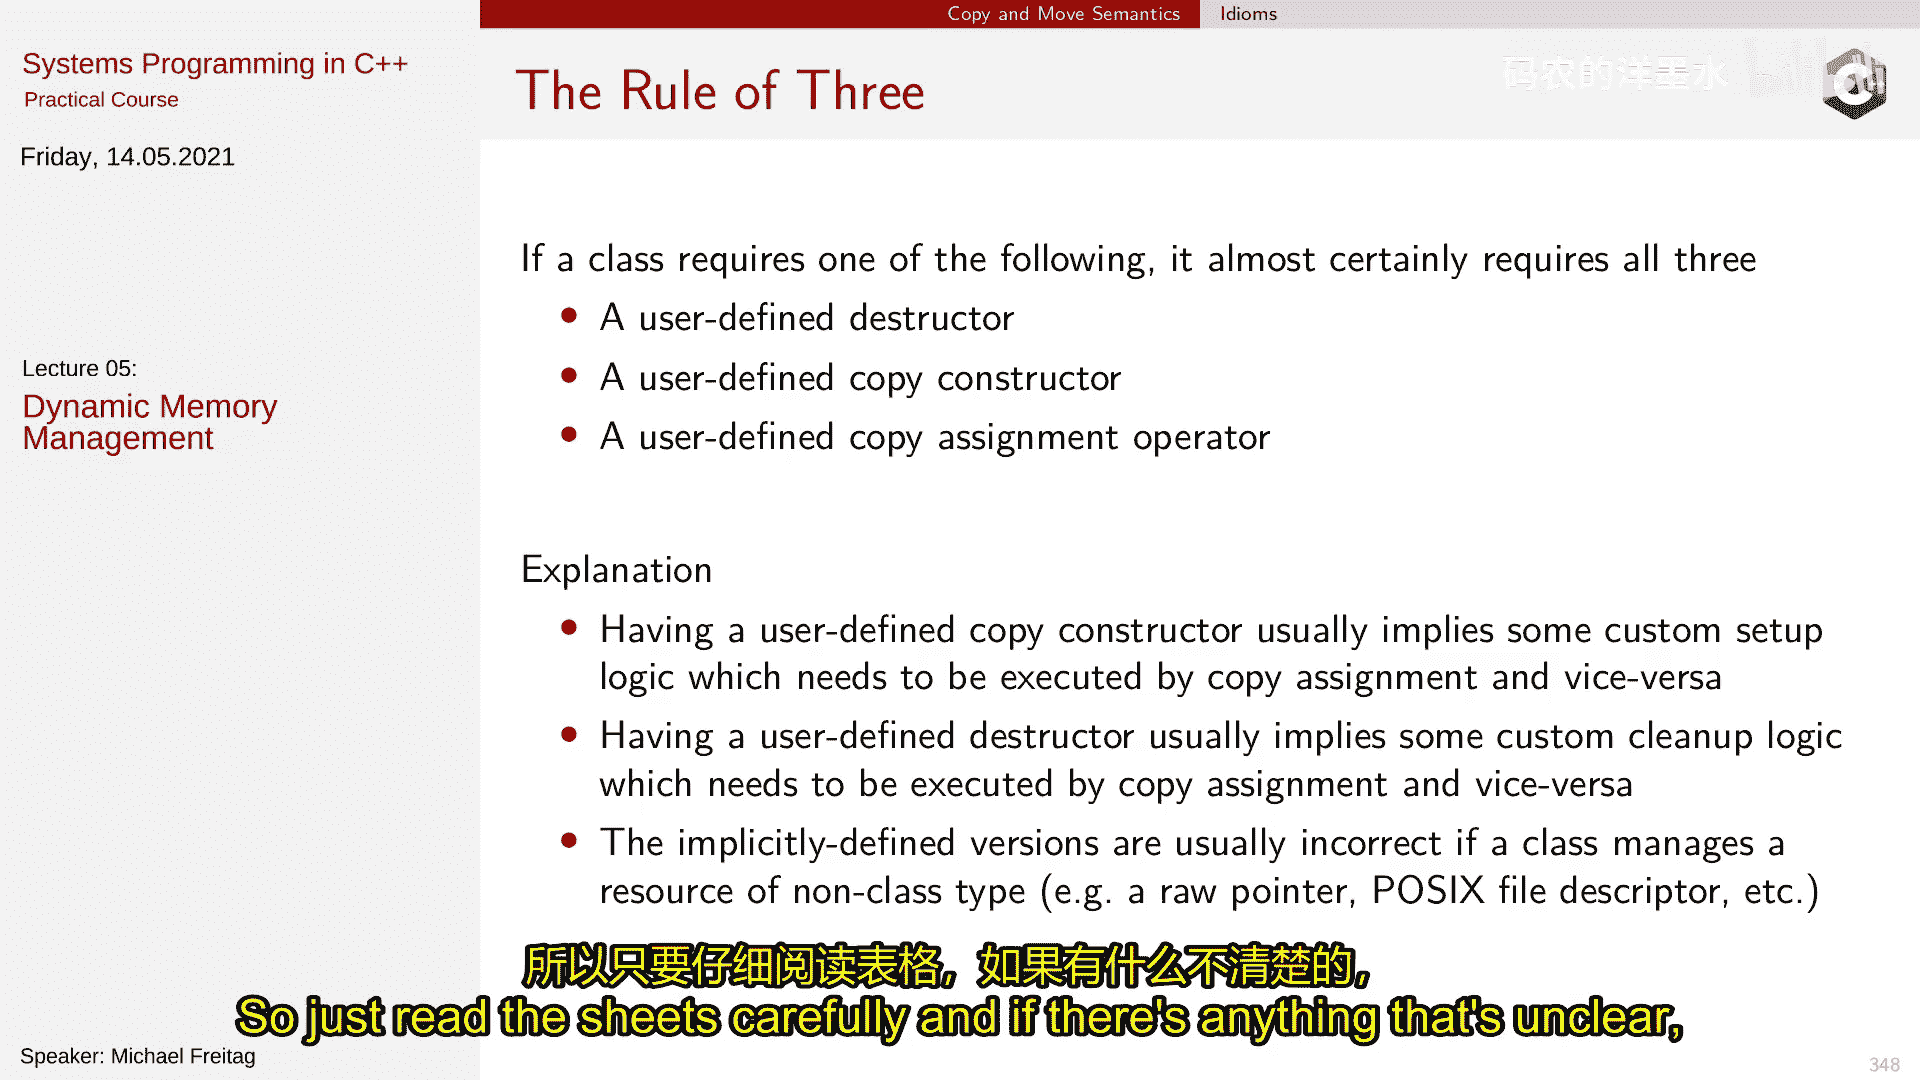 Copy and Move Semantics
Idioms
Systems Programming in C++
Practical Course
Friday, 14.05.2021
Lecture 05:
Dynamic Memory
Management
Speaker: Michael Freitag
The Rule of Three
码农的洋墨水
If a class requires one of the following, it almost certainly requires all three
• A user-defined destructor
• A user-defined copy constructor
• A user-defined copy assignment operator
Explanation
• Having a user-defined copy constructor usually implies some custom setup
logic which needs to be executed by copy assignment and vice-versa
• Having a user-defined destructor usually implies some custom cleanup logic
which needs to be executed by copy assignment and vice-versa
• The implicitly-defined versions are usually incorrect if a class manages a
resource of non-class type (e.g. a raw pointer, POSIX file descriptor, etc.)
所以只要仔细阅读表格，如果有什么不清楚的，
So just read the sheets carefully and if there's anything that's unclear,
348